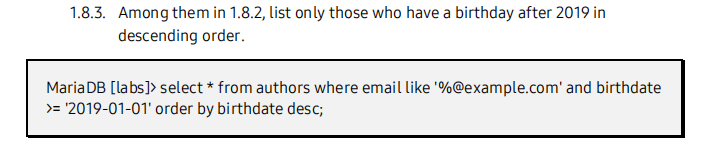 1.8.3. Among them in 1.8.2, list only those who have a birthday after 2019 in
descending order.
MariaDB [labs]> select * from authors where email like '%@example.com' and birthdate
>= '2019-01-01' order by birthdate desc;